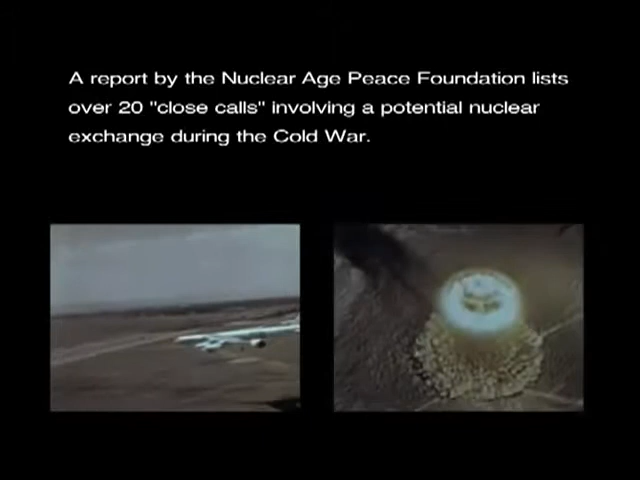 A report by the Nuclear Age Peace Foundation lists
over 20 "close calls" involving a potential nuclear
exchange during the Cold War.